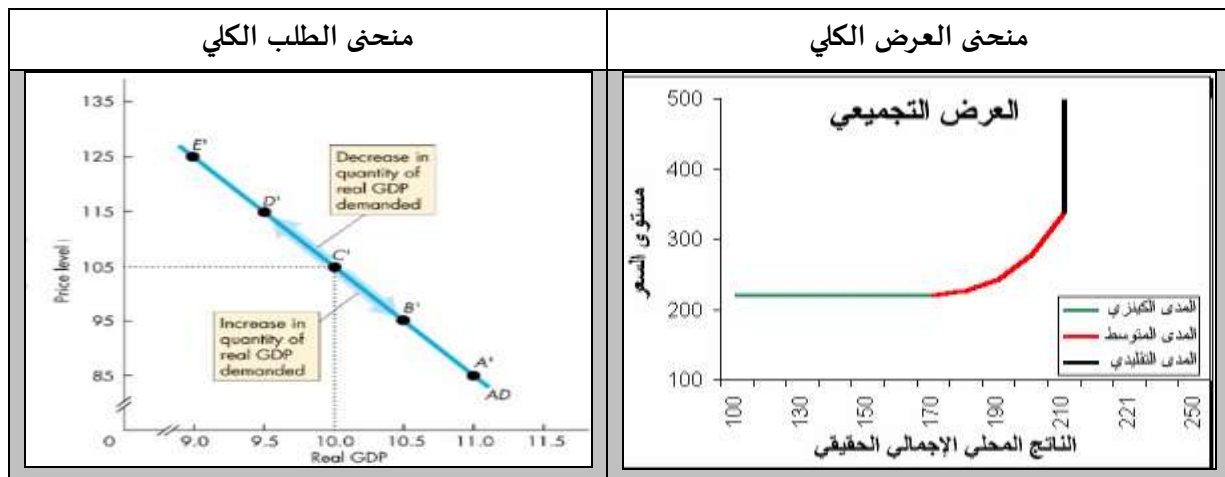 منحنى العرض الكلي
منحنى الطلب الكلي
العرض التجميعي
500
400
300
200
100
مستوى السعر
المدى الكينزي
المدى المتوسط
المدى التقليدي
100
130
150
170
190
210
221
250
الناتج المحلي الإجمالي الحقيقي
135
125
115
105
95
85
0
Price level
E'
D'
C'
B'
A'
AD
Decrease in
quantity of
real GDP
demanded
Increase in
quantity of
real GDP
demanded
9.0
9.5
10.0
10.5
11.0
11.5
Real GDP